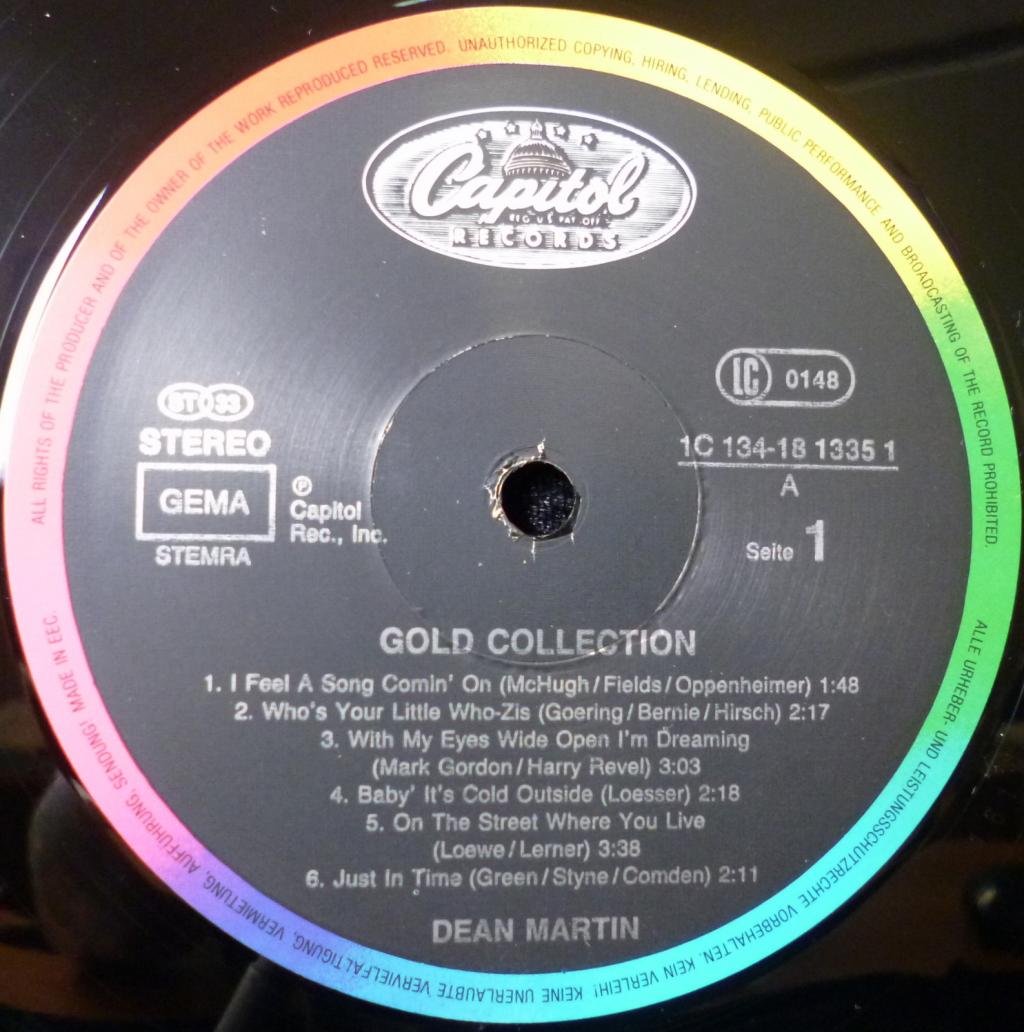 ALL RIGHTS OF THE PRODUCER AND OF THE OWNER OF THE WORK REPRODUCED RESERVED. UNAUTHORIZED COPYING, HIRING, LENDING, PUBLIC PERFORMANCE AND BROADCASTING OF THE RECORD PROHIBITED.
Capitol
REG. U.S. PAT. OFF.
RECORDS
LC 0148
ST 33
STEREO
GEMA
STEMRA
℗
Capitol
Rec., Inc.
1C 134-18 1335 1
A
Seite 1
GOLD COLLECTION
1. I Feel A Song Comin' On (McHugh/Fields/Oppenheimer) 1:48
2. Who's Your Little Who-Zis (Goering/Bernie/Hirsch) 2:17
3. With My Eyes Wide Open I'm Dreaming
(Mark Gordon/Harry Revel) 3:03
4. Baby' It's Cold Outside (Loesser) 2:18
5. On The Street Where You Live
(Loewe/Lerner) 3:38
6. Just In Time (Green/Styne/Comden) 2:11
DEAN MARTIN
ALLE URHEBER- UND LEISTUNGSSCHUTZRECHTE VORBEHALTEN. KEIN VERLEIH! KEINE UNERLAUBTE VERVIELFALTIGUNG, VERMIETUNG, AUFFUHRUNG, SENDUNG! MADE IN EEC.